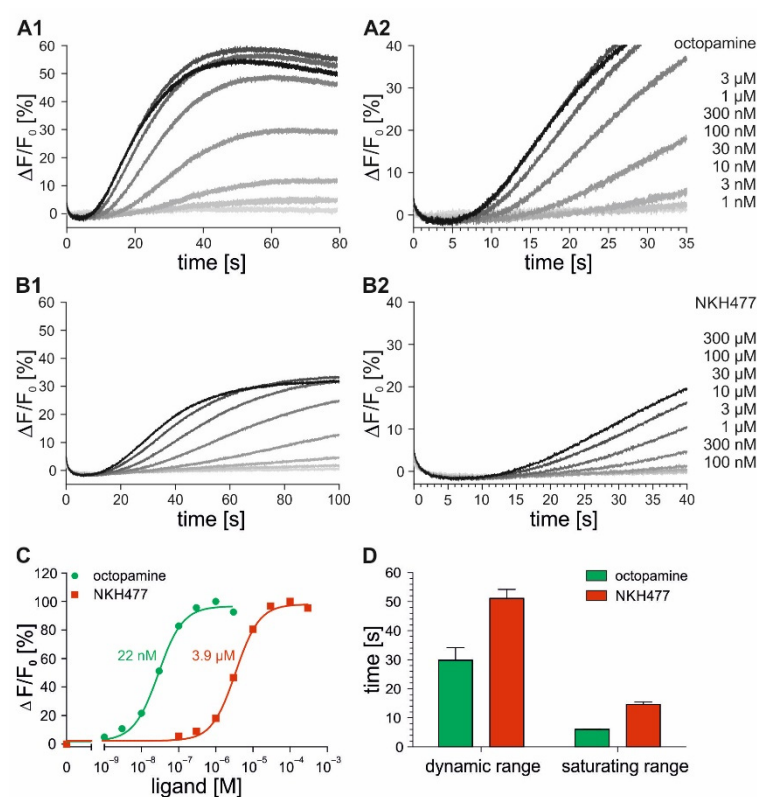 A1
60
50
40
30
20
10
0
ΔF/F₀ [%]
0 20 40 60 80
time [s]
A2
40
30
20
10
0
ΔF/F₀ [%]
0 5 10 15 20 25 30 35
time [s]
octopamine
3 µM
1 µM
300 nM
100 nM
30 nM
10 nM
3 nM
1 nM
B1
60
50
40
30
20
10
0
ΔF/F₀ [%]
0 20 40 60 80 100
time [s]
B2
40
30
20
10
0
ΔF/F₀ [%]
0 5 10 15 20 25 30 35 40
time [s]
NKH477
300 µM
100 µM
30 µM
10 µM
3 µM
1 µM
300 nM
100 nM
C
octopamine
NKH477
120
100
80
60
40
20
0
Δ F/F₀ [%]
22 nM
3.9 µM
0 10⁻⁹ 10⁻⁸ 10⁻⁷ 10⁻⁶ 10⁻⁵ 10⁻⁴ 10⁻³
ligand [M]
D
octopamine
NKH477
60
50
40
30
20
10
0
time [s]
dynamic range saturating range